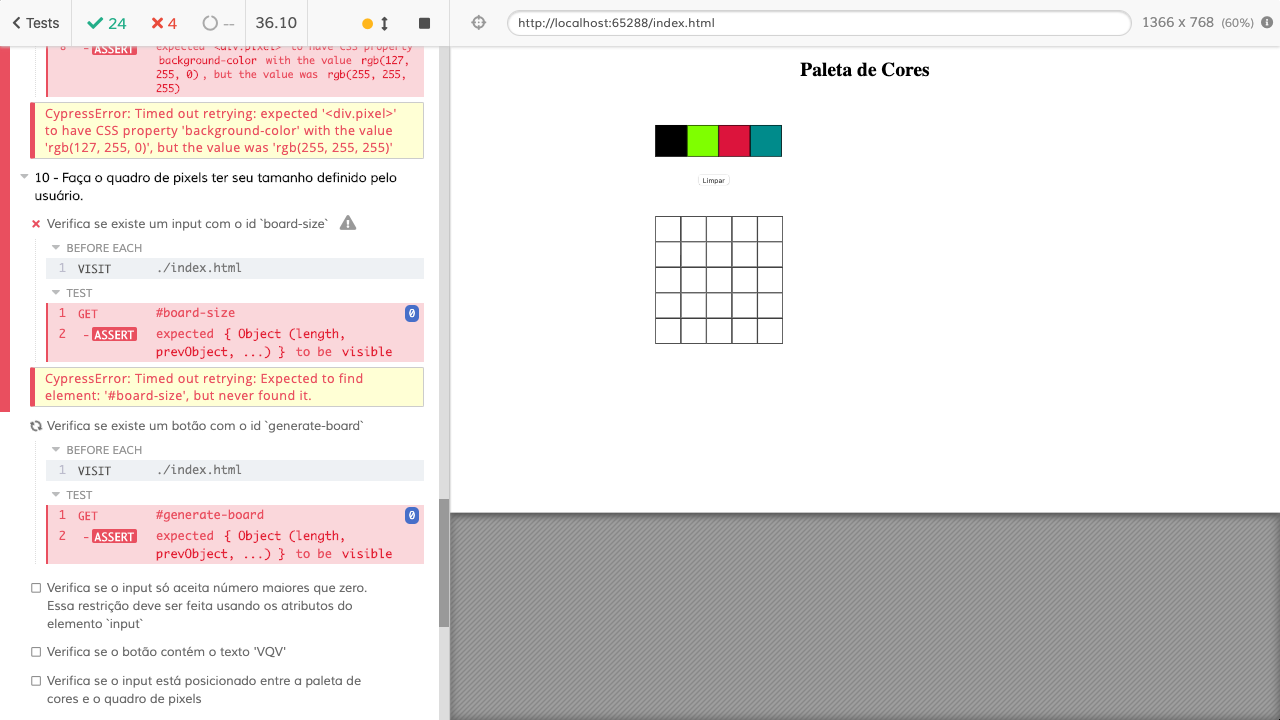 Tests
24
4
--
36.10
http://localhost:65288/index.html
1366 x 768 (60%)
8 -ASSERT expected <div.pixel> to have CSS property
background-color with the value rgb(127,
255, 0) , but the value was rgb(255, 255,
255)
CypressError: Timed out retrying: expected '<div.pixel>'
to have CSS property 'background-color' with the value
'rgb(127, 255, 0)', but the value was 'rgb(255, 255, 255)'
10 - Faça o quadro de pixels ter seu tamanho definido pelo
usuário.
Verifica se existe um input com o id `board-size`
BEFORE EACH
1 VISIT ./index.html
TEST
1 GET #board-size 0
2 -ASSERT expected { Object (length,
prevObject, ...) } to be visible
CypressError: Timed out retrying: Expected to find
element: '#board-size', but never found it.
Verifica se existe um botão com o id `generate-board`
BEFORE EACH
1 VISIT ./index.html
TEST
1 GET #generate-board 0
2 -ASSERT expected { Object (length,
prevObject, ...) } to be visible
Verifica se o input só aceita número maiores que zero.
Essa restrição deve ser feita usando os atributos do
elemento `input`
Verifica se o botão contém o texto 'VQV'
Verifica se o input está posicionado entre a paleta de
cores e o quadro de pixels
Paleta de Cores
Limpar